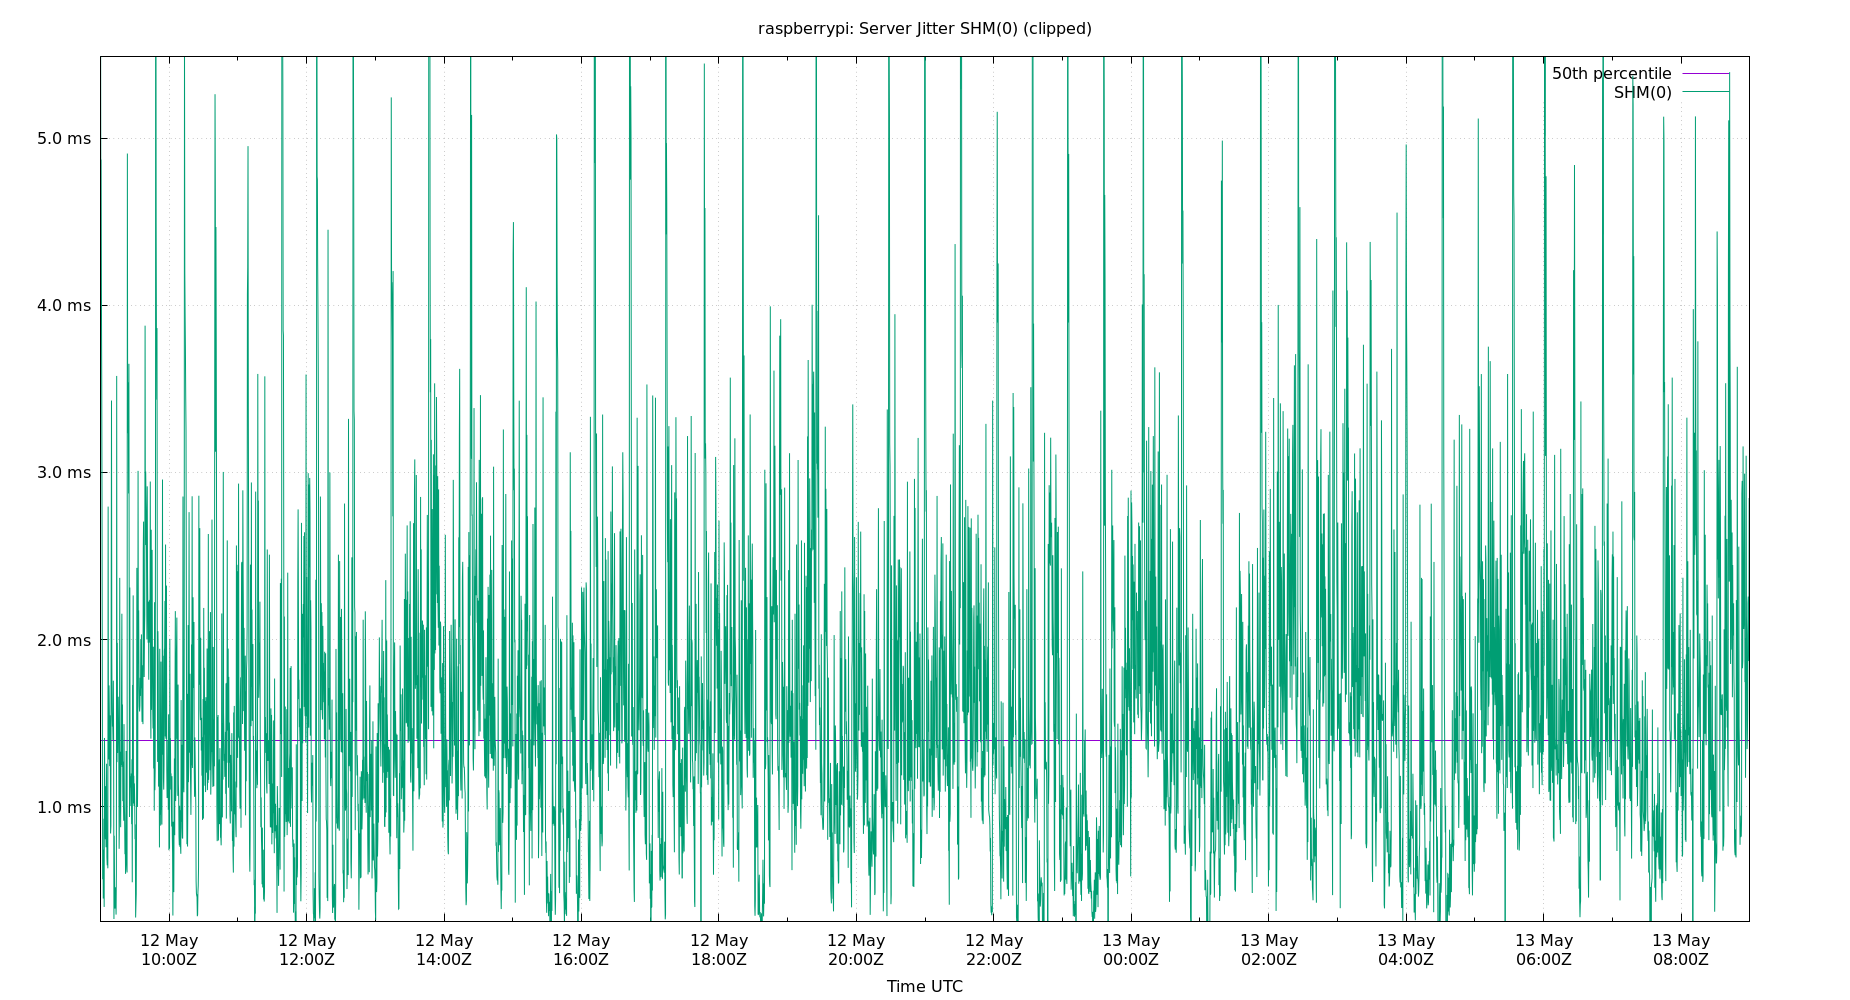 raspberrypi: Server Jitter SHM(0) (clipped)
50th percentile
SHM(0)
5.0 ms
4.0 ms
3.0 ms
2.0 ms
1.0 ms
12 May 12 May 12 May 12 May 12 May 12 May 12 May 13 May 13 May 13 May 13 May 13 May
10:00Z 12:00Z 14:00Z 16:00Z 18:00Z 20:00Z 22:00Z 00:00Z 02:00Z 04:00Z 06:00Z 08:00Z
Time UTC